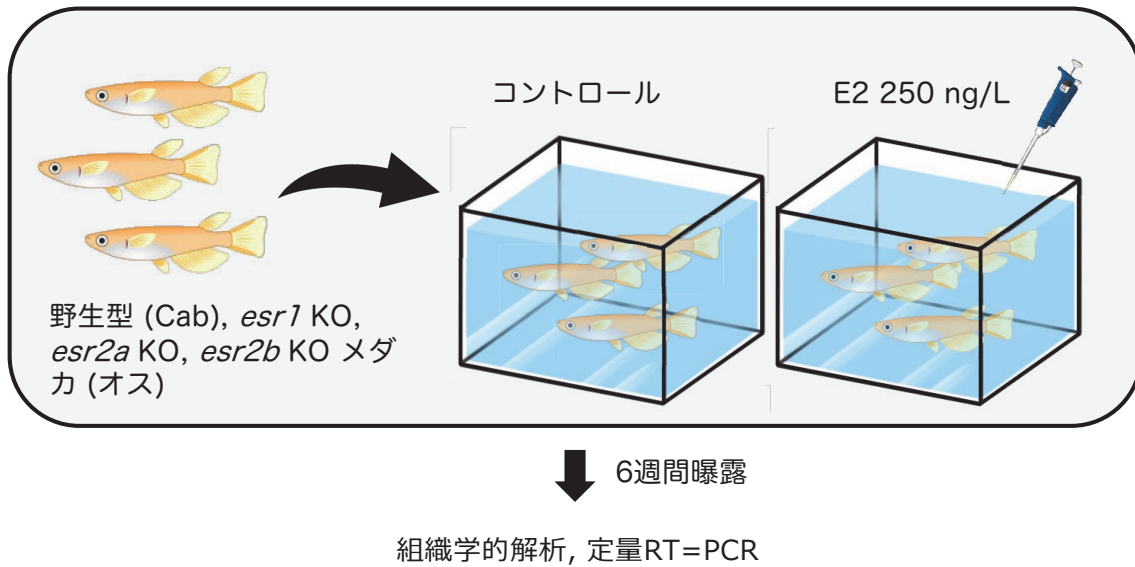 コントロール
E2 250 ng/L
野生型 (Cab), esr1 KO,
esr2a KO, esr2b KO メダ
カ (オス)
6週間曝露
組織学的解析, 定量RT=PCR